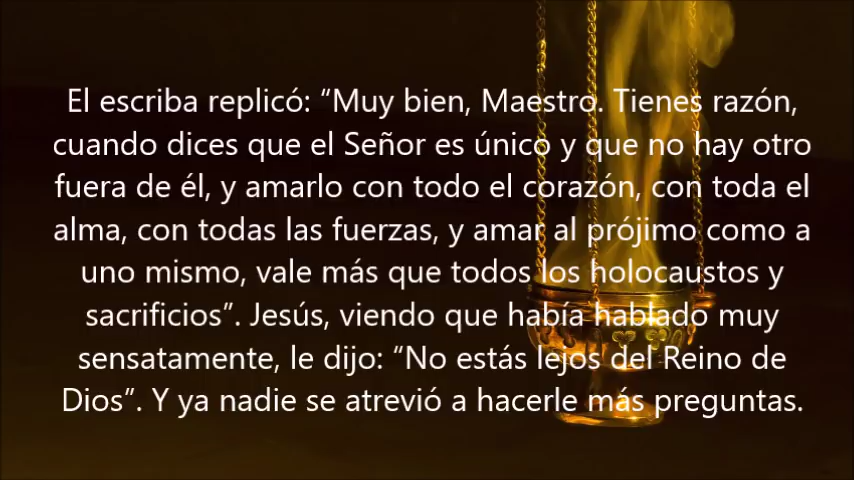 El escriba replicó: “Muy bien, Maestro. Tienes razón,
cuando dices que el Señor es único y que no hay otro
fuera de él, y amarlo con todo el corazón, con toda el
alma, con todas las fuerzas, y amar al prójimo como a
uno mismo, vale más que todos los holocaustos y
sacrificios”. Jesús, viendo que había hablado muy
sensatamente, le dijo: “No estás lejos del Reino de
Dios”. Y ya nadie se atrevió a hacerle más preguntas.